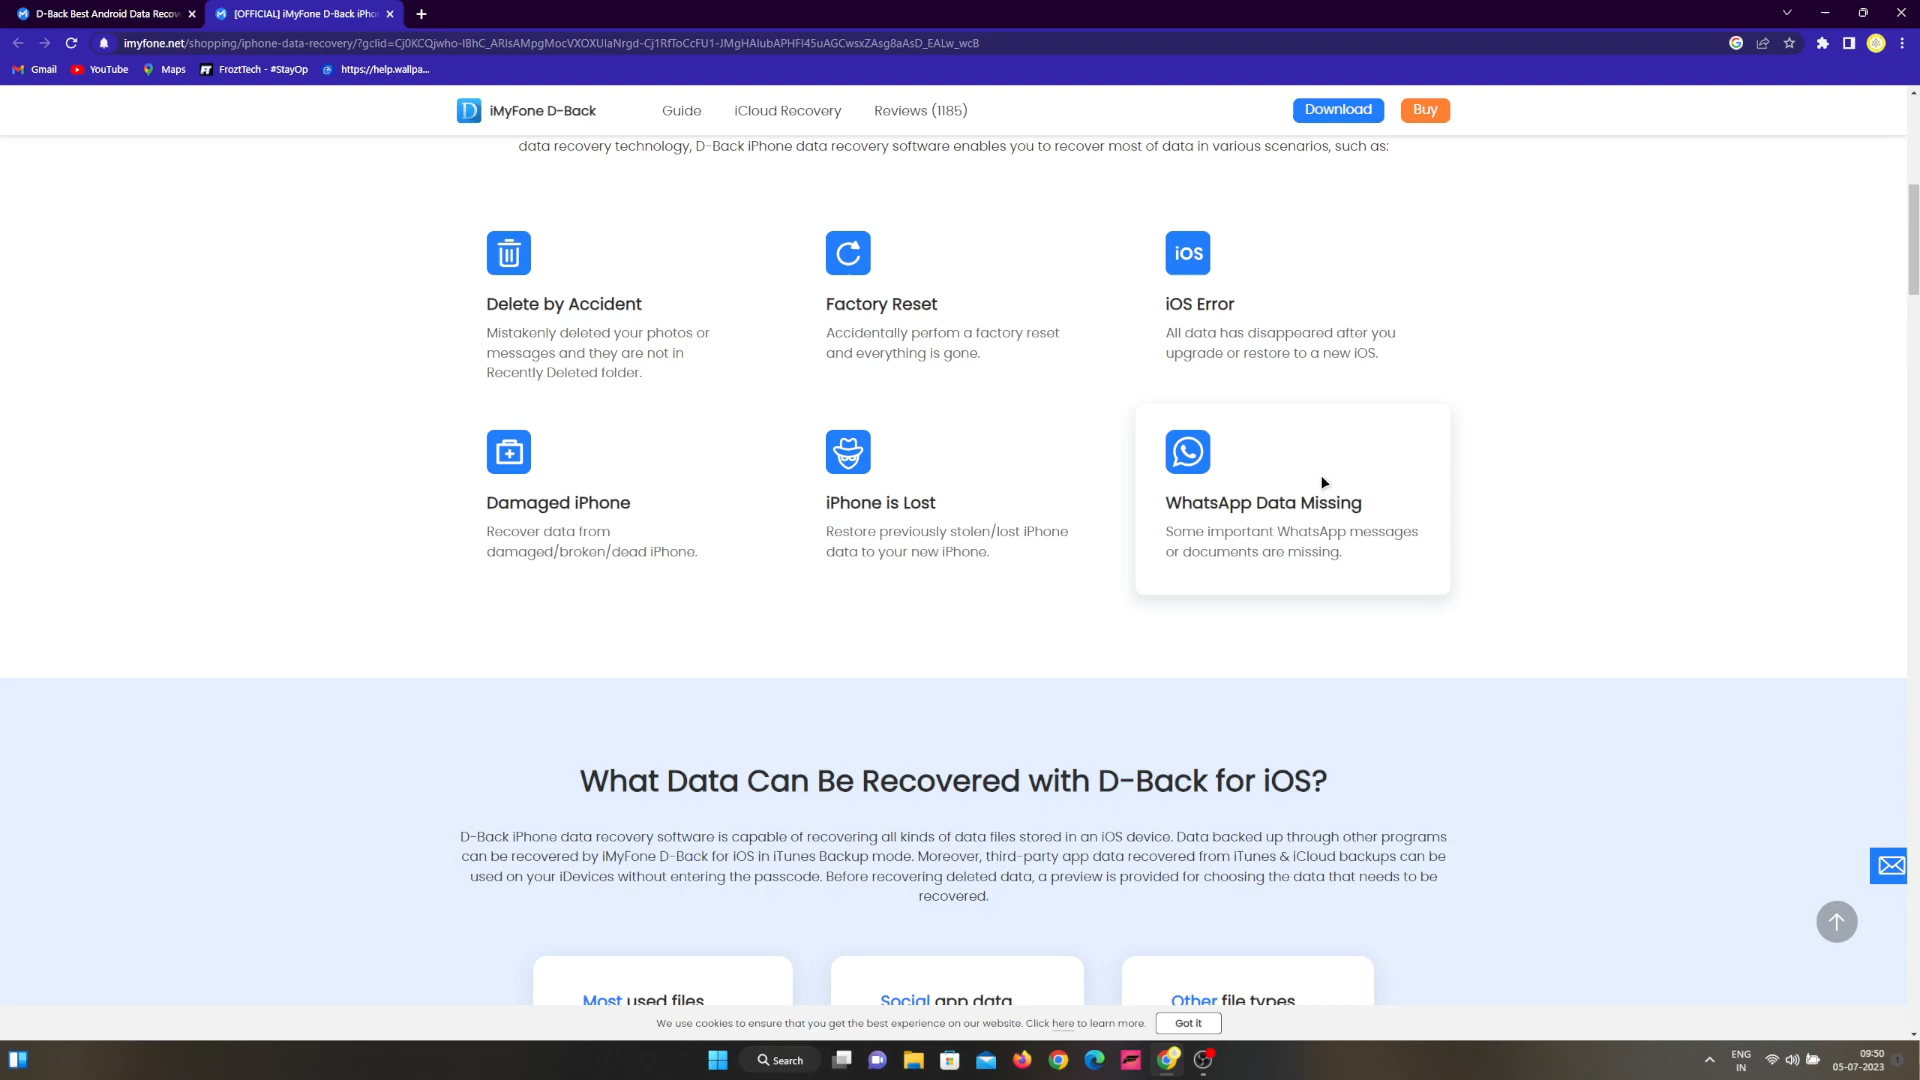 D-Back Best Android Data Recov
[OFFICIAL] iMyFone D-Back iPho
imyfone.net/shopping/iphone-data-recovery/?gclid=Cj0KCQjwho-lBhC_ARIsAMpgMocVXOXUIaNrgd-Cj1RfToCcFU1-JMgHAlubAPHFI45uAGCwsxZAsg8aAsD_EALw_wcB
Gmail
YouTube
Maps
FroztTech - #StayOp
https://help.wallpa...
iMyFone D-Back
Guide
iCloud Recovery
Reviews (1185)
Download
Buy
data recovery technology, D-Back iPhone data recovery software enables you to recover most of data in various scenarios, such as:
iOS
Delete by Accident
Mistakenly deleted your photos or
messages and they are not in
Recently Deleted folder.
Factory Reset
Accidentally perfom a factory reset
and everything is gone.
iOS Error
All data has disappeared after you
upgrade or restore to a new iOS.
Damaged iPhone
Recover data from
damaged/broken/dead iPhone.
iPhone is Lost
Restore previously stolen/lost iPhone
data to your new iPhone.
WhatsApp Data Missing
Some important WhatsApp messages
or documents are missing.
What Data Can Be Recovered with D-Back for iOS?
D-Back iPhone data recovery software is capable of recovering all kinds of data files stored in an iOS device. Data backed up through other programs
can be recovered by iMyFone D-Back for iOS in iTunes Backup mode. Moreover, third-party app data recovered from iTunes & iCloud backups can be
used on your iDevices without entering the passcode. Before recovering deleted data, a preview is provided for choosing the data that needs to be
recovered.
Most used files
Social app data
Other file types
We use cookies to ensure that you get the best experience on our website. Click here to learn more.
Got it
Search
ENG
IN
09:50
05-07-2023